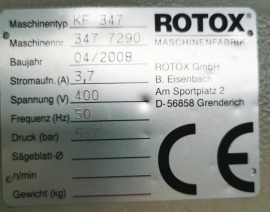 Maschinentyp KF 347
Maschinennr. 347 7290
Baujahr 04/2008
Stromaufn. (A) 3,7
Spannung (V) 400
Frequenz (Hz) 50
Druck (bar)
Sägeblatt-Ø
n/min
Gewicht (kg)
ROTOX
MASCHINENFABRIK
ROTOX GmbH
B. Eisenbach
Am Sportplatz 2
D-56858 Grenderich
CE